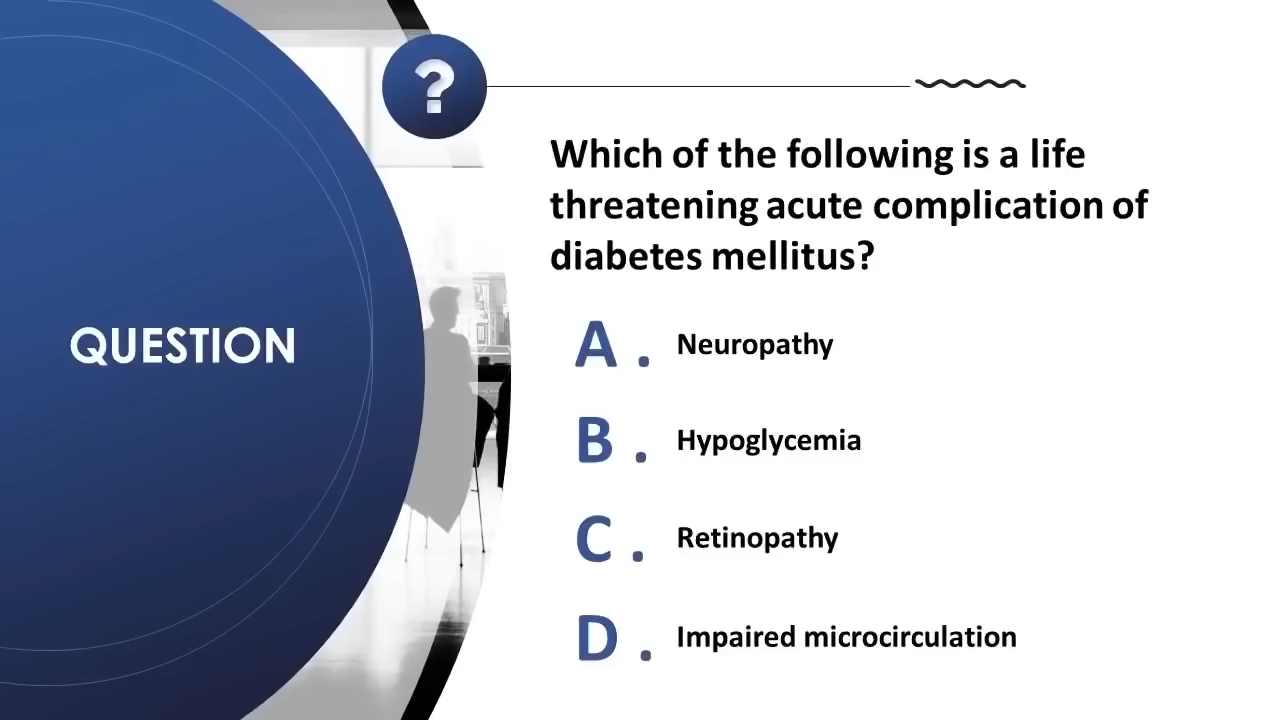 ?
Which of the following is a life
threatening acute complication of
diabetes mellitus?
QUESTION
A . Neuropathy
B . Hypoglycemia
C . Retinopathy
D . Impaired microcirculation